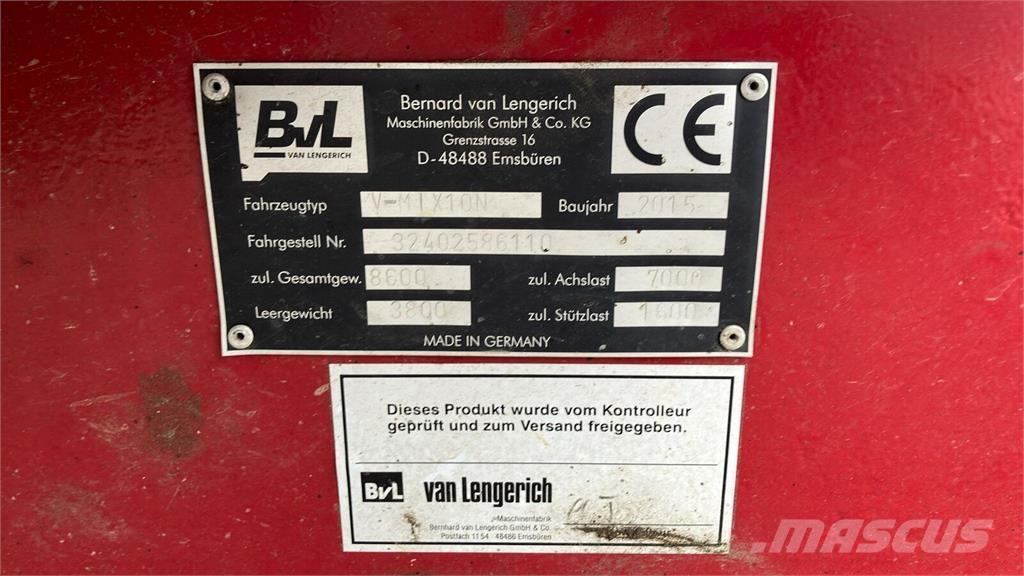 BvL
VAN LENGERICH
Bernard van Lengerich
Maschinenfabrik GmbH & Co. KG
Grenzstrasse 16
D-48488 Emsbüren
CE
Fahrzeugtyp V-MIX10N Baujahr 2015
Fahrgestell Nr. 32402586110
zul. Gesamtgew. 8600 zul. Achslast 7000
Leergewicht 3800 zul. Stützlast 1600
MADE IN GERMANY
Dieses Produkt wurde vom Kontrolleur
geprüft und zum Versand freigegeben.
BvL van Lengerich
Maschinenfabrik
Bernhard van Lengerich GmbH & Co.
Postfach 11 54 · 48486 Emsbüren
MASCUS